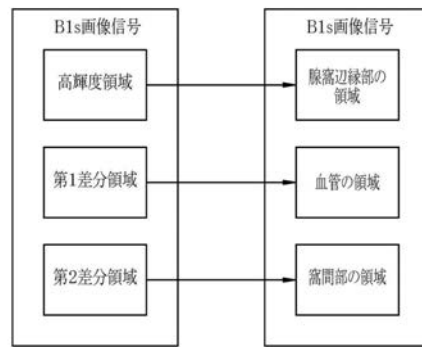 B1s画像信号
高輝度領域
第1差分領域
第2差分領域
B1s画像信号
腺窩辺縁部の
領域
血管の領域
窩間部の領域